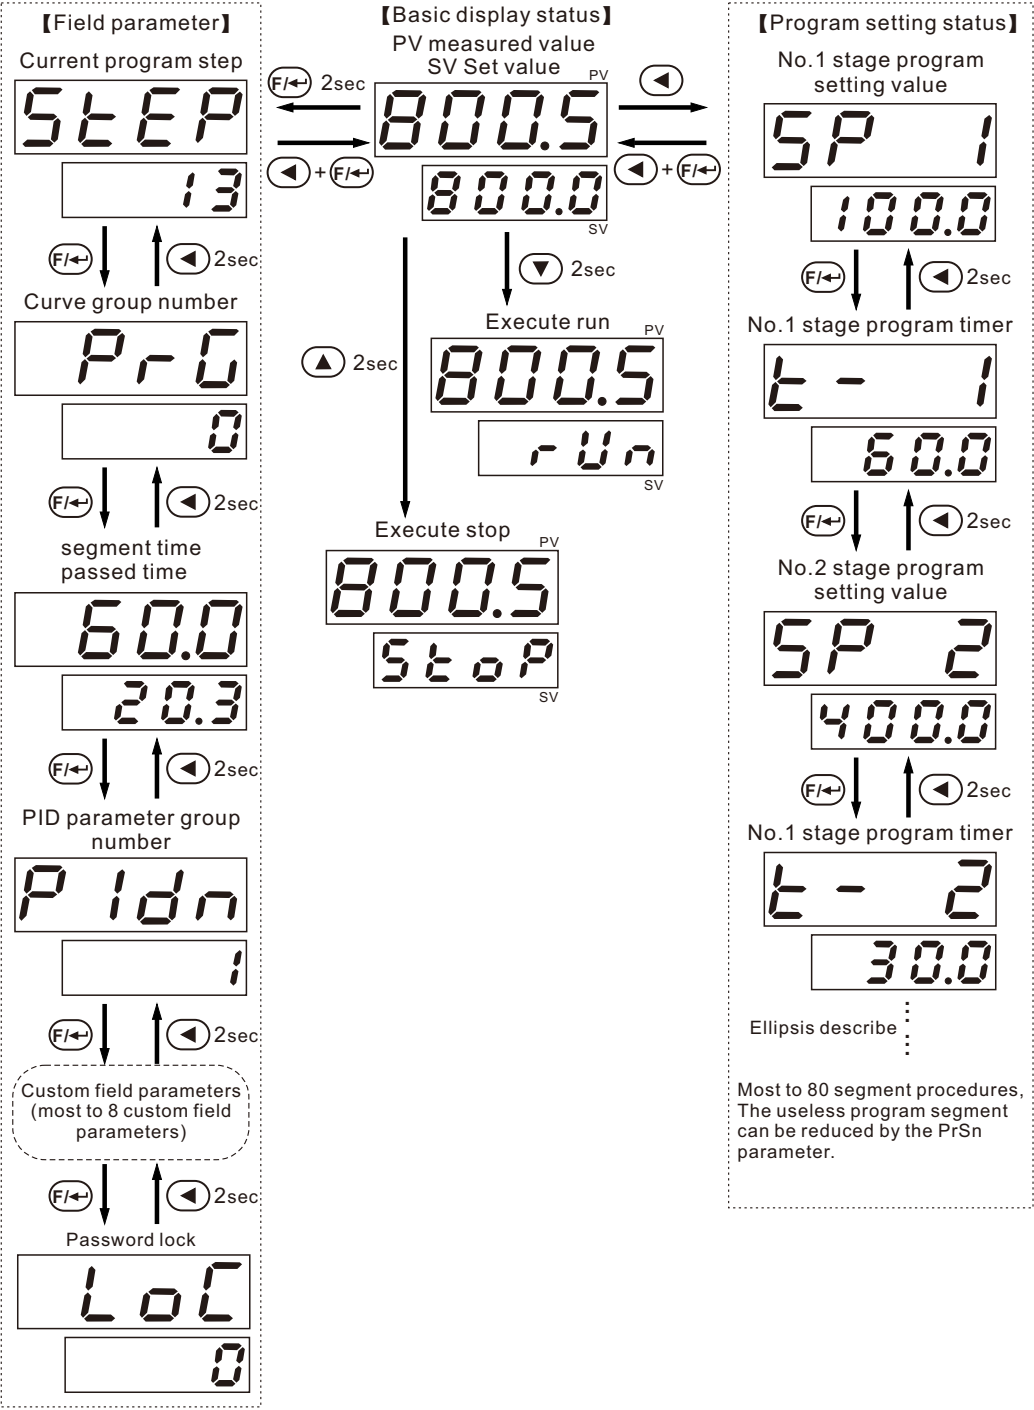 【Field parameter】
Current program step
StEP
13
F/↵
◀ 2sec
Curve group number
PrG
0
F/↵
◀ 2sec
segment time
passed time
60.0
20.3
F/↵
◀ 2sec
PID parameter group
number
PIdn
1
F/↵
◀ 2sec
Custom field parameters
(most to 8 custom field
parameters)
F/↵
◀ 2sec
Password lock
LoC
0
【Basic display status】
PV measured value
SV Set value
PV
F/↵ 2sec
800.5
◀
◀ + F/↵
800.0
◀ + F/↵
SV
▼ 2sec
Execute run
PV
800.5
rUn
SV
▲ 2sec
Execute stop
PV
800.5
StoP
SV
【Program setting status】
No.1 stage program
setting value
SP 1
100.0
F/↵
◀ 2sec
No.1 stage program timer
t- 1
60.0
F/↵
◀ 2sec
No.2 stage program
setting value
SP 2
400.0
F/↵
◀ 2sec
No.1 stage program timer
t- 2
30.0
Ellipsis describe
Most to 80 segment procedures,
The useless program segment
can be reduced by the PrSn
parameter.